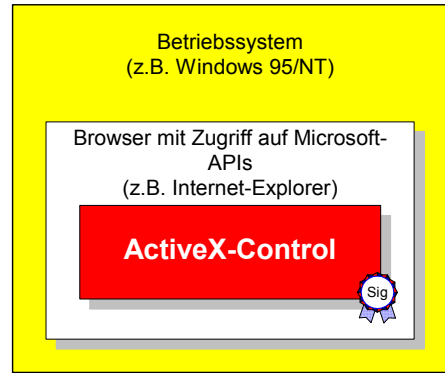 Betriebssystem
(z.B. Windows 95/NT)
Browser mit Zugriff auf Microsoft-
APIs
(z.B. Internet-Explorer)
ActiveX-Control
Sig